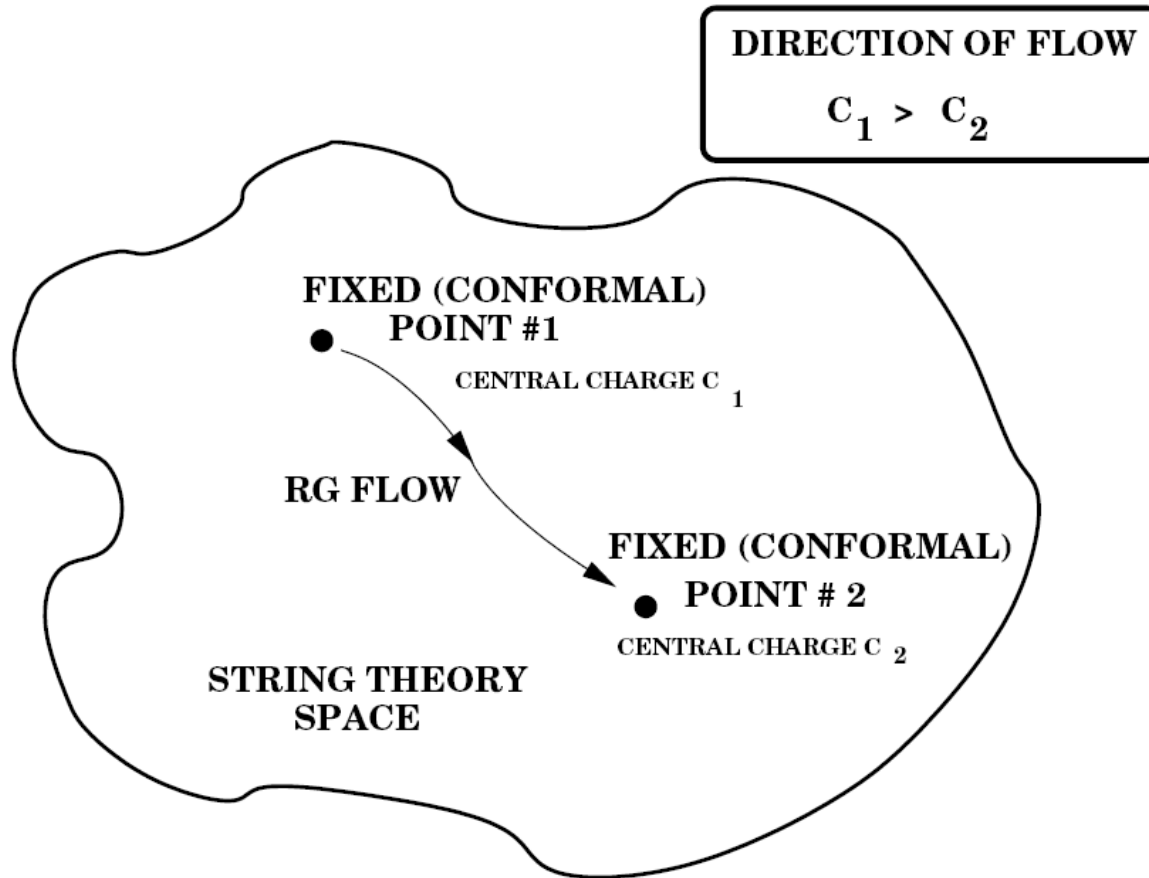 DIRECTION OF FLOW
C1 > C2
FIXED (CONFORMAL)
POINT #1
CENTRAL CHARGE C1
RG FLOW
FIXED (CONFORMAL)
POINT # 2
CENTRAL CHARGE C2
STRING THEORY
SPACE